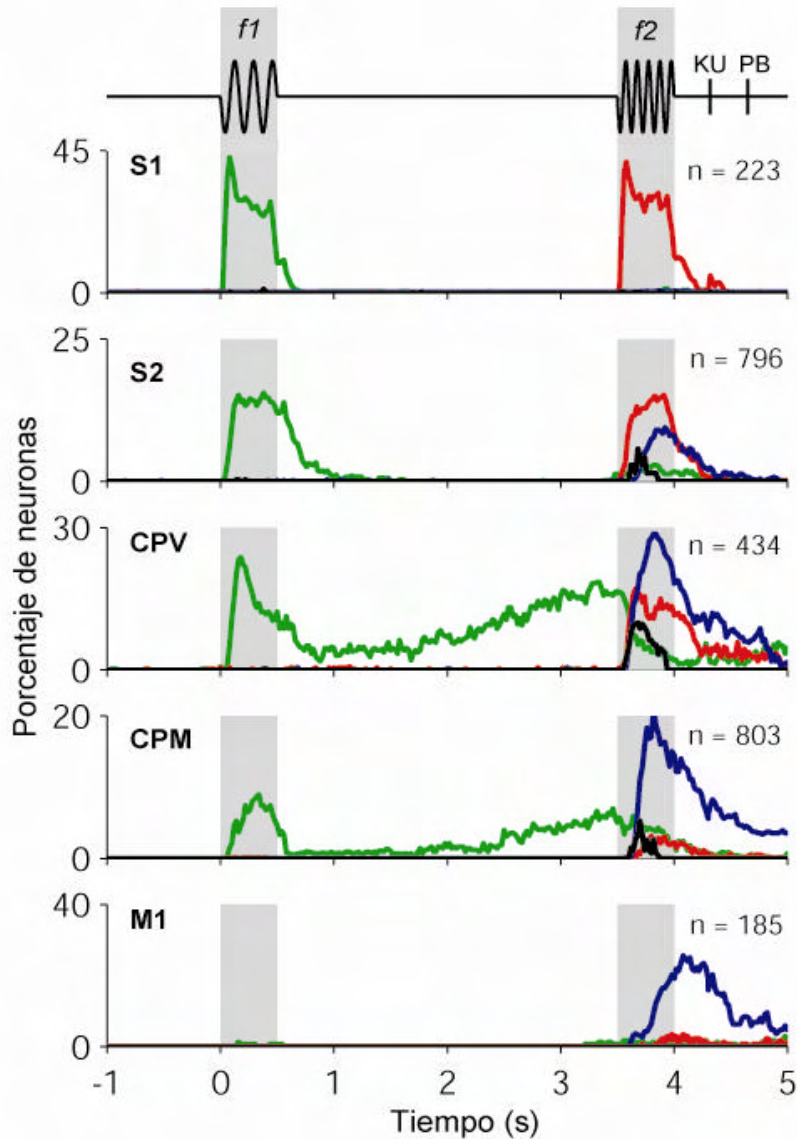 f1
f2
KU PB
45
S1
n = 223
0
25
S2
n = 796
0
30
CPV
n = 434
0
20
CPM
n = 803
0
40
M1
n = 185
0
-1 0 1 2 3 4 5
Tiempo (s)
Porcentaje de neuronas